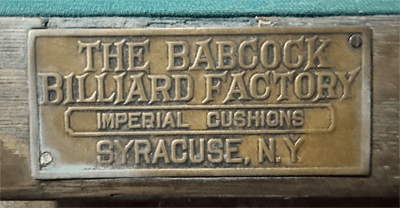 THE BABCOCK
BILLIARD FACTORY
IMPERIAL CUSHIONS
SYRACUSE, N.Y